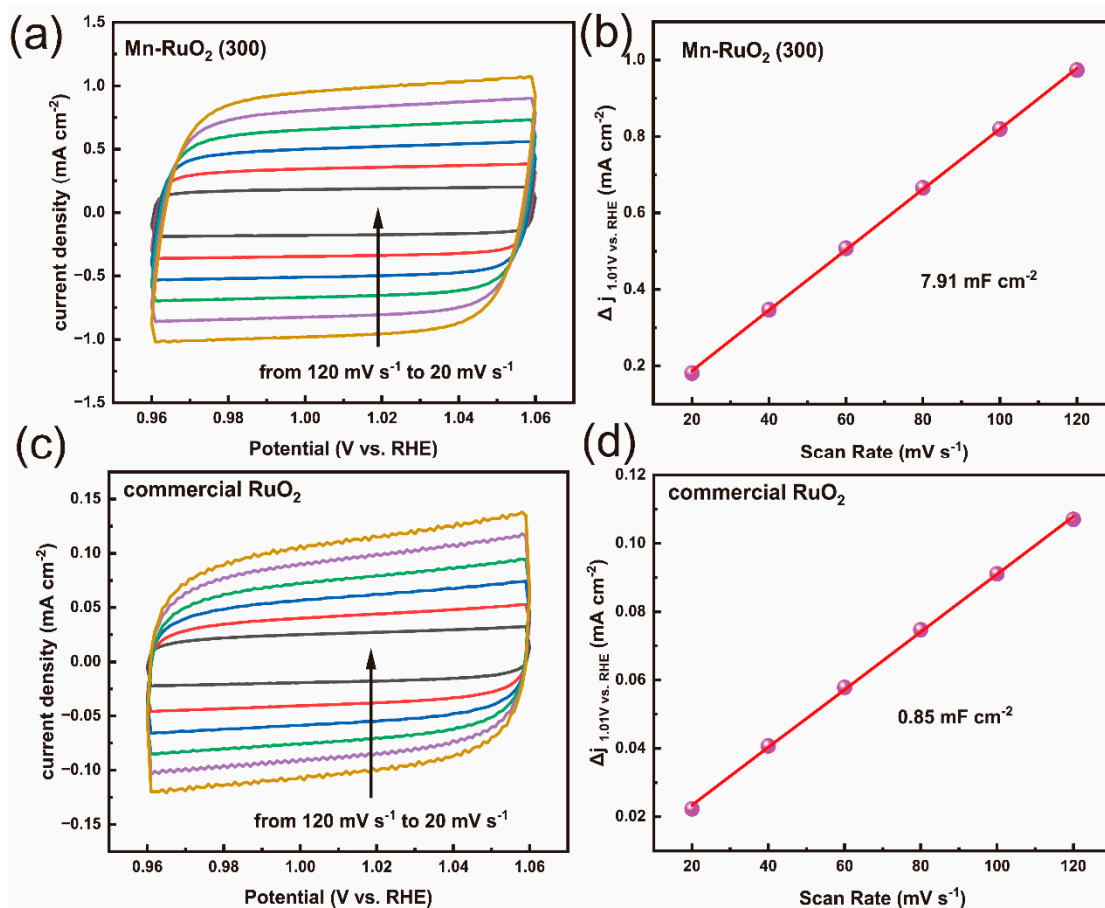 (a)
Mn-RuO₂ (300)
current density (mA cm⁻²)
1.5
1.0
0.5
0.0
−0.5
−1.0
−1.5
from 120 mV s⁻¹ to 20 mV s⁻¹
0.96 0.98 1.00 1.02 1.04 1.06
Potential (V vs. RHE)
(b)
Mn-RuO₂ (300)
Δ j 1.01V vs. RHE (mA cm⁻²)
1.0
0.8
0.6
0.4
0.2
7.91 mF cm⁻²
20 40 60 80 100 120
Scan Rate (mV s⁻¹)
(c)
commercial RuO₂
current density (mA cm⁻²)
0.15
0.10
0.05
0.00
−0.05
−0.10
−0.15
from 120 mV s⁻¹ to 20 mV s⁻¹
0.96 0.98 1.00 1.02 1.04 1.06
Potential (V vs. RHE)
(d)
commercial RuO₂
Δj 1.01V vs. RHE (mA cm⁻²)
0.12
0.10
0.08
0.06
0.04
0.02
0.85 mF cm⁻²
20 40 60 80 100 120
Scan Rate (mV s⁻¹)